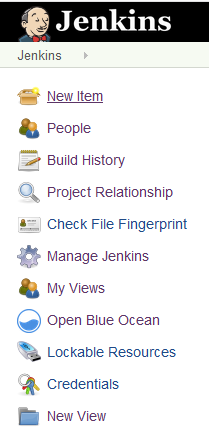 Jenkins
Jenkins
New Item
People
Build History
Project Relationship
Check File Fingerprint
Manage Jenkins
My Views
Open Blue Ocean
Lockable Resources
Credentials
New View